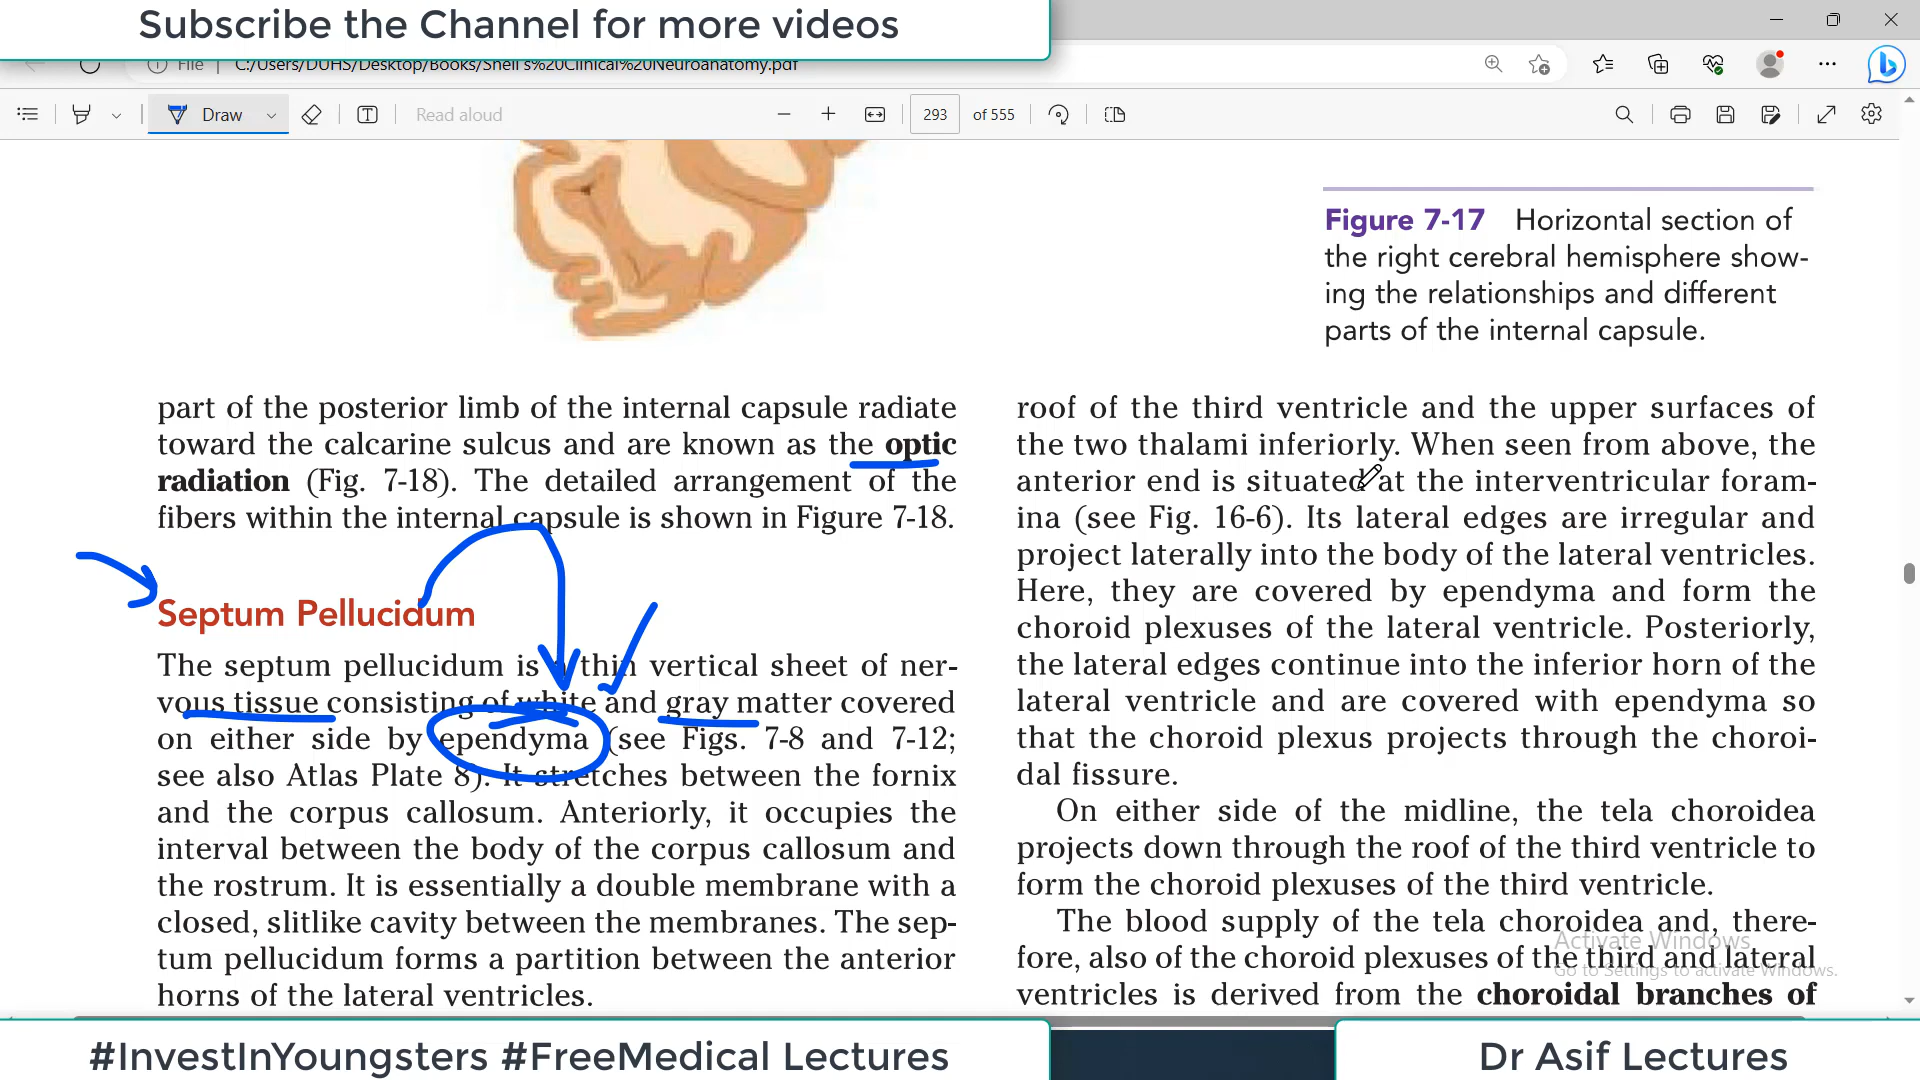 Subscribe the Channel for more videos
File | C:/Users/DUHS/Desktop/Books/Snell's%20Clinical%20Neuroanatomy.pdf
Draw
Read aloud
293 of 555
Figure 7-17 Horizontal section of
the right cerebral hemisphere show-
ing the relationships and different
parts of the internal capsule.
part of the posterior limb of the internal capsule radiate
toward the calcarine sulcus and are known as the optic
radiation (Fig. 7-18). The detailed arrangement of the
fibers within the internal capsule is shown in Figure 7-18.
Septum Pellucidum
The septum pellucidum is a thin vertical sheet of ner-
vous tissue consisting of white and gray matter covered
on either side by ependyma (see Figs. 7-8 and 7-12;
see also Atlas Plate 8). It stretches between the fornix
and the corpus callosum. Anteriorly, it occupies the
interval between the body of the corpus callosum and
the rostrum. It is essentially a double membrane with a
closed, slitlike cavity between the membranes. The sep-
tum pellucidum forms a partition between the anterior
horns of the lateral ventricles.
roof of the third ventricle and the upper surfaces of
the two thalami inferiorly. When seen from above, the
anterior end is situated at the interventricular foram-
ina (see Fig. 16-6). Its lateral edges are irregular and
project laterally into the body of the lateral ventricles.
Here, they are covered by ependyma and form the
choroid plexuses of the lateral ventricle. Posteriorly,
the lateral edges continue into the inferior horn of the
lateral ventricle and are covered with ependyma so
that the choroid plexus projects through the choroi-
dal fissure.
On either side of the midline, the tela choroidea
projects down through the roof of the third ventricle to
form the choroid plexuses of the third ventricle.
The blood supply of the tela choroidea and, there-
fore, also of the choroid plexuses of the third and lateral
ventricles is derived from the choroidal branches of
Activate Windows
Go to Settings to activate Windows.
#InvestInYoungsters #FreeMedical Lectures
Dr Asif Lectures